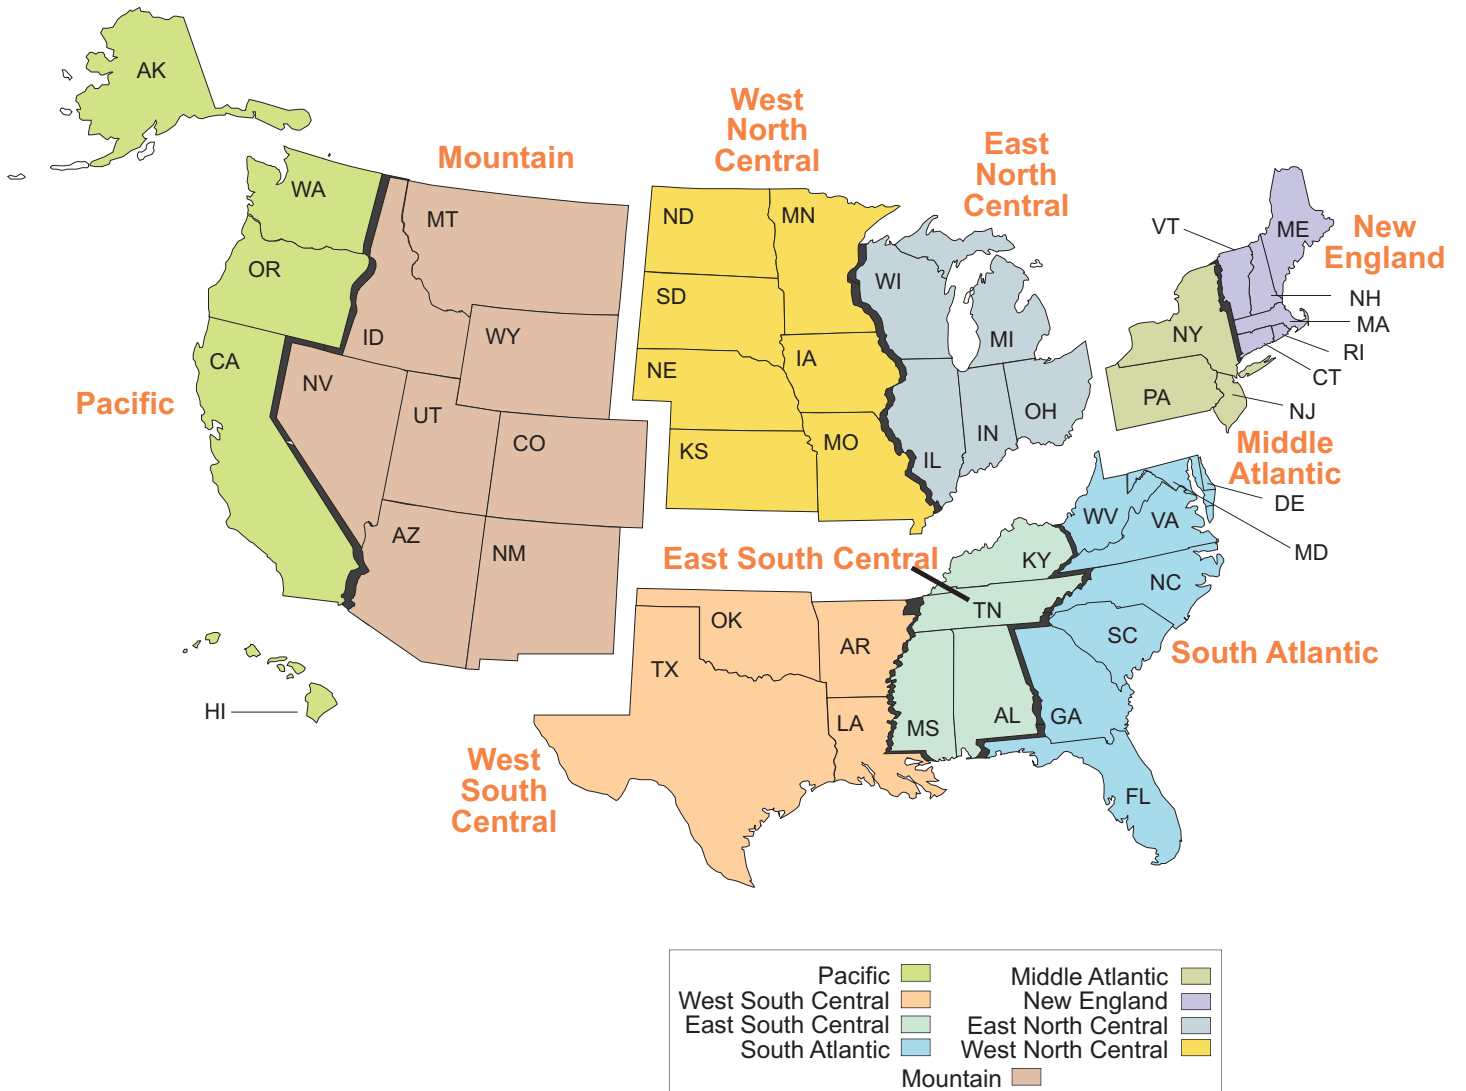 AK
West
North
Central
East
North
Central
Mountain
WA
MT
ND
MN
VT
ME
New
England
OR
WI
SD
NH
MA
ID
WY
MI
NY
RI
CA
NV
NE
IA
CT
Pacific
UT
CO
OH
PA
NJ
KS
MO
IN
IL
Middle
Atlantic
DE
AZ
NM
WV
VA
MD
East South Central
KY
NC
TN
OK
AR
SC
South Atlantic
TX
HI
LA
MS
AL
GA
West
South
Central
FL
Pacific
West South Central
East South Central
South Atlantic
Middle Atlantic
New England
East North Central
West North Central
Mountain